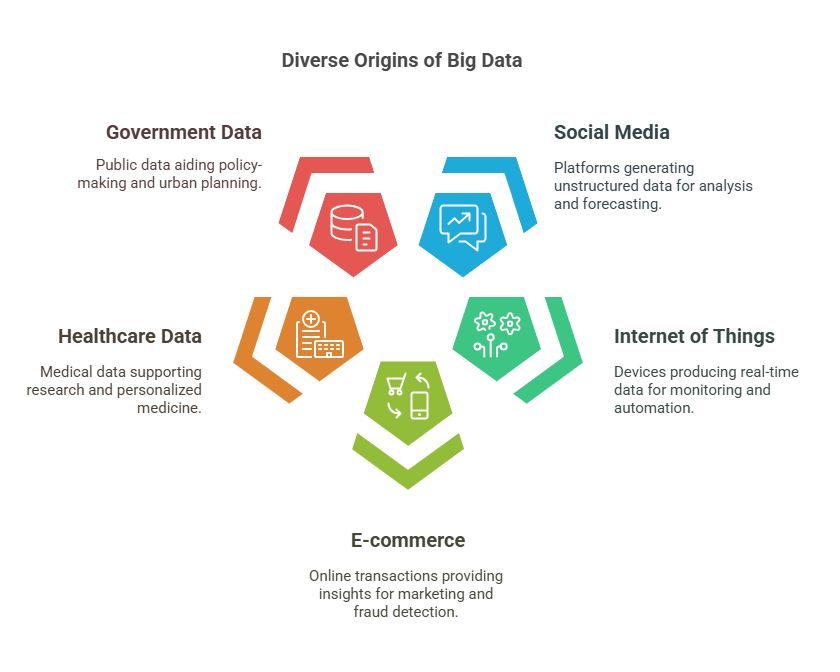 Diverse Origins of Big Data
Government Data
Public data aiding policy-
making and urban planning.
Social Media
Platforms generating
unstructured data for analysis
and forecasting.
Healthcare Data
Medical data supporting
research and personalized
medicine.
Internet of Things
Devices producing real-time
data for monitoring and
automation.
E-commerce
Online transactions providing
insights for marketing and
fraud detection.